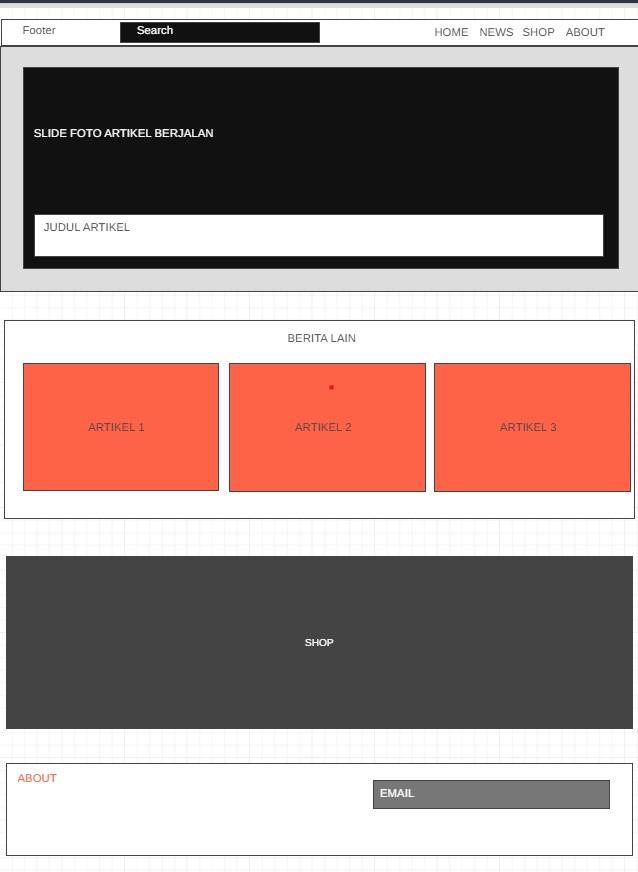 Footer
Search
HOME NEWS SHOP ABOUT
SLIDE FOTO ARTIKEL BERJALAN
JUDUL ARTIKEL
BERITA LAIN
ARTIKEL 1
ARTIKEL 2
ARTIKEL 3
SHOP
ABOUT
EMAIL